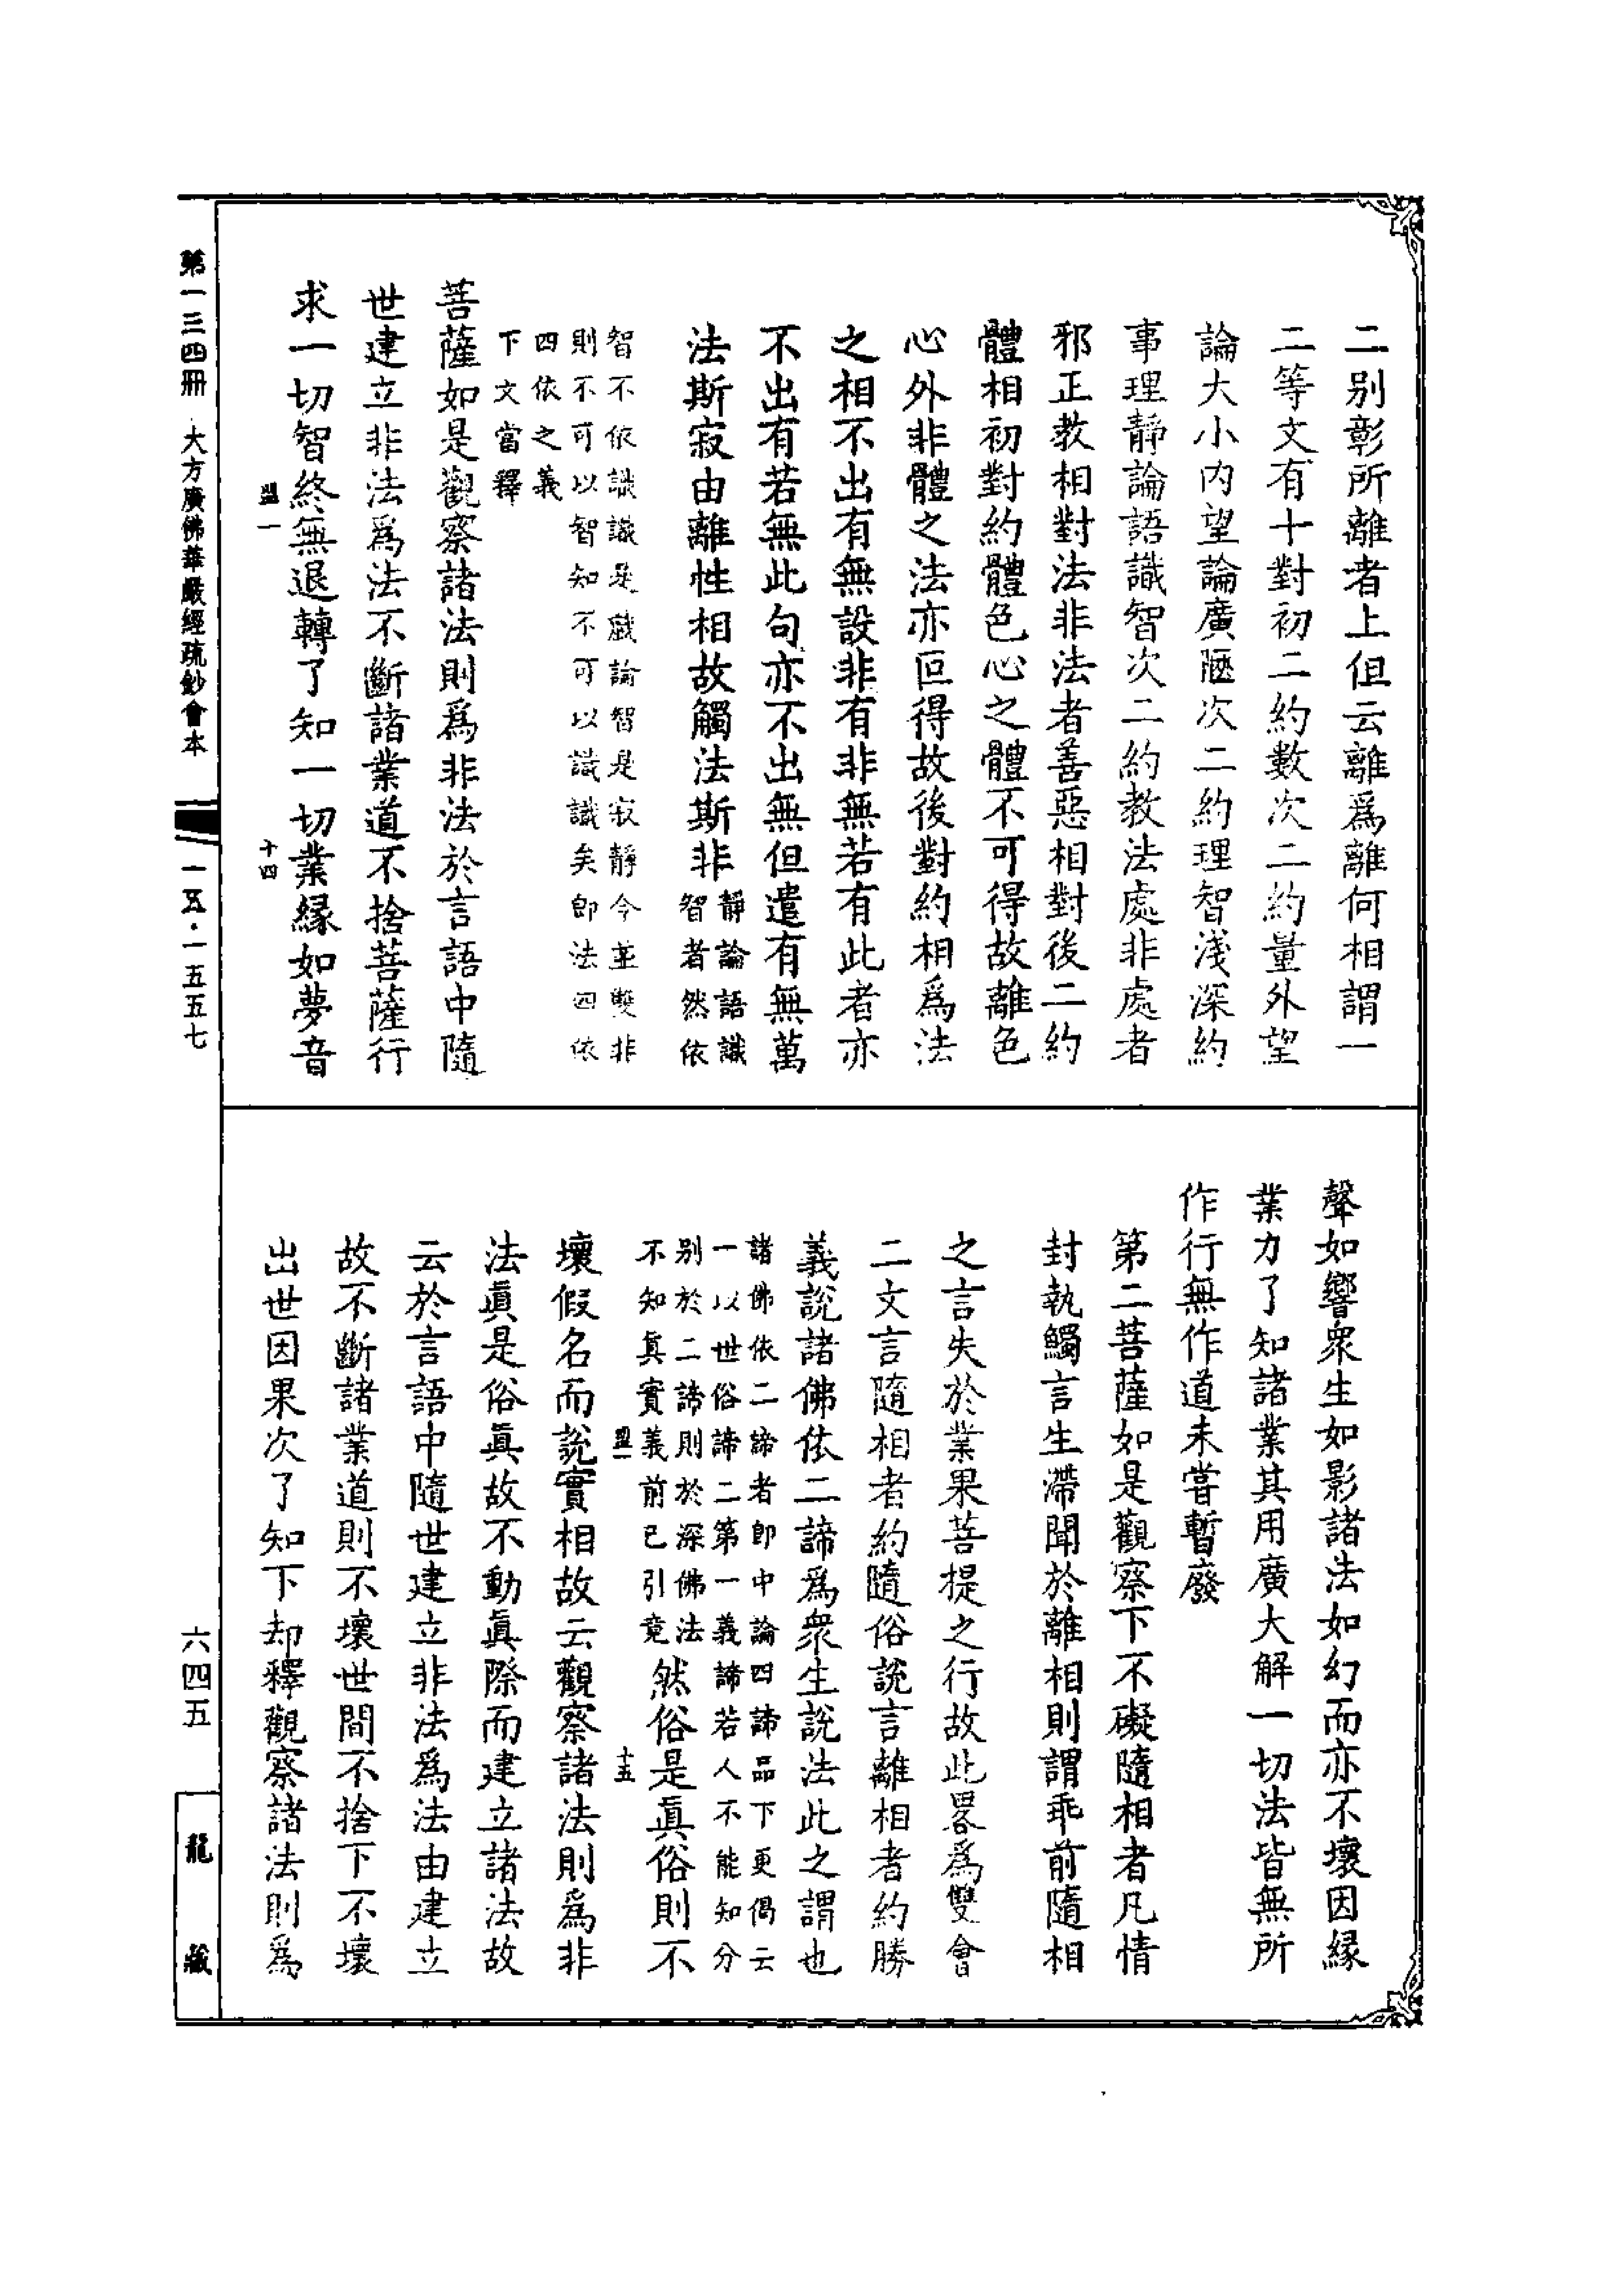 二別彰所離者上但云離爲離何相謂一
二等文有十對初二約數次二約量外望
論大小內望論廣陿次二約理智淺深約
事理靜論語識智次二約教法處非處者
邪正教相對法非法者善惡相對後二約
體相初對約體色心之體不可得故離色
心外非體之法亦叵得故後對約相爲法
之相不出有無設非有非無若有此者亦
不出有若無此句亦不出無但遣有無萬
法斯寂由離性相故觸法斯非
靜論語識
智者然依
智不依識識是戲論智是寂靜今並雙非
則不可以智知不可以識識矣即法四依
四依之義
下文當釋
菩薩如是觀察諸法則爲非法於言語中隨
世建立非法爲法不斷諸業道不捨菩薩行
求一切智終無退轉了知一切業緣如夢音
盟一 十四
聲如響衆生如影諸法如幻而亦不壞因緣
業力了知諸業其用廣大解一切法皆無所
作行無作道未嘗暫廢
第二菩薩如是觀察下不礙隨相者凡情
封執觸言生滯聞於離相則謂乖前隨相
之言失於業果菩提之行故此畧爲雙會
二文言隨相者約隨俗說言離相者約勝
義說諸佛依二諦爲衆生說法此之謂也
諸佛依二諦者即中論四諦品下更偈云
一以世俗諦二第一義諦若人不能知分
別於二諦則於深佛法
不知真實義前已引竟
然俗是真俗則不
盟一 十五
壞假名而說實相故云觀察諸法則爲非
法真是俗真故不動真際而建立諸法故
云於言語中隨世建立非法爲法由建立
故不斷諸業道則不壞世間不捨下不壞
出世因果次了知下却釋觀察諸法則爲
第一三四冊 大方廣佛華嚴經疏鈔會本 一五·一五五七
六四五
龍藏